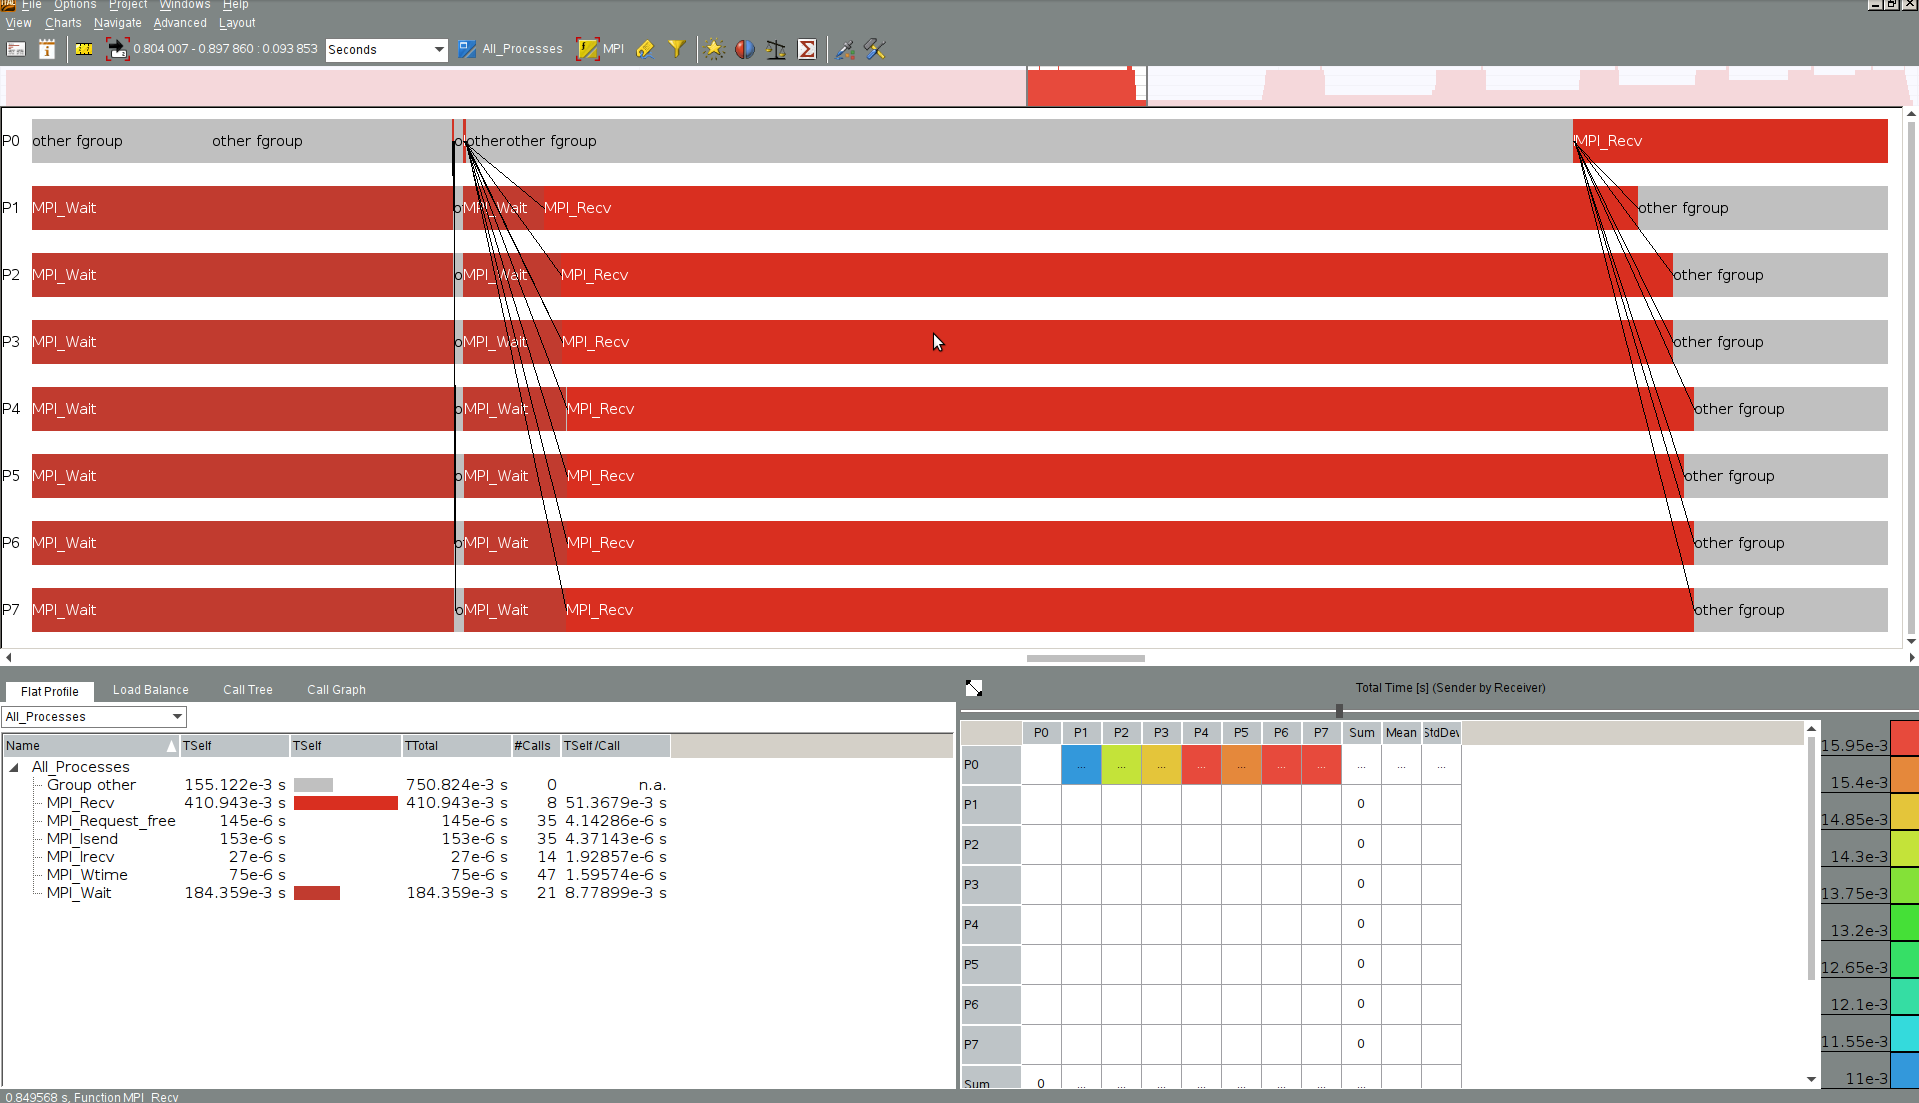 File Options Project Windows Help
View Charts Navigate Advanced Layout
0.804 007 - 0.897 860 : 0.093 853 Seconds All_Processes MPI
P0 other fgroup other fgroup o otherother fgroup MPI_Recv
P1 MPI_Wait o MPI_Wait MPI_Recv other fgroup
P2 MPI_Wait o MPI_Wait MPI_Recv other fgroup
P3 MPI_Wait o MPI_Wait MPI_Recv other fgroup
P4 MPI_Wait o MPI_Wait MPI_Recv other fgroup
P5 MPI_Wait o MPI_Wait MPI_Recv other fgroup
P6 MPI_Wait o MPI_Wait MPI_Recv other fgroup
P7 MPI_Wait o MPI_Wait MPI_Recv other fgroup
Flat Profile Load Balance Call Tree Call Graph
All_Processes
Name TSelf TSelf TTotal #Calls TSelf /Call
All_Processes
Group other 155.122e-3 s 750.824e-3 s 0 n.a.
MPI_Recv 410.943e-3 s 410.943e-3 s 8 51.3679e-3 s
MPI_Request_free 145e-6 s 145e-6 s 35 4.14286e-6 s
MPI_Isend 153e-6 s 153e-6 s 35 4.37143e-6 s
MPI_Irecv 27e-6 s 27e-6 s 14 1.92857e-6 s
MPI_Wtime 75e-6 s 75e-6 s 47 1.59574e-6 s
MPI_Wait 184.359e-3 s 184.359e-3 s 21 8.77899e-3 s
Total Time [s] (Sender by Receiver)
P0 P1 P2 P3 P4 P5 P6 P7 Sum Mean StdDev
P0 ... ... ... ... ... ... ... ... ... ...
P1 0
P2 0
P3 0
P4 0
P5 0
P6 0
P7 0
Sum 0 ... ... ... ... ... ... ... ...
15.95e-3
15.4e-3
14.85e-3
14.3e-3
13.75e-3
13.2e-3
12.65e-3
12.1e-3
11.55e-3
11e-3
0.849568 s, Function MPI_Recv